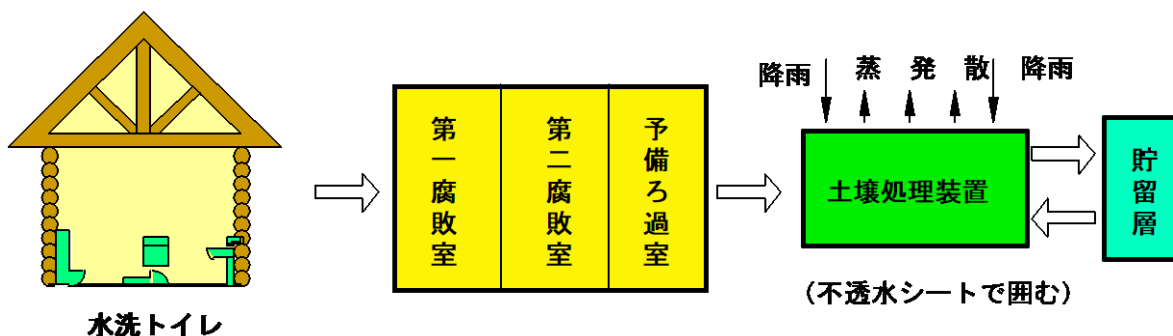 水洗トイレ
第一腐敗室
第二腐敗室
予備ろ過室
降雨 蒸発散 降雨
土壌処理装置
(不透水シートで囲む)
貯留層